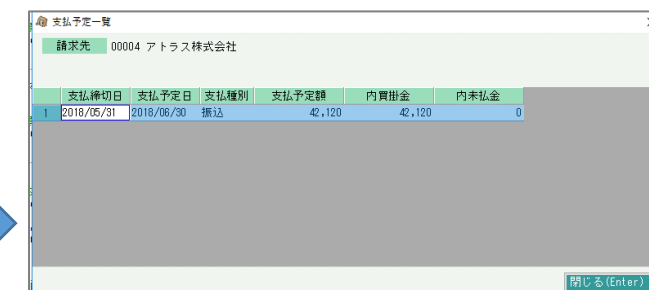 支払予定一覧
請求先 00004 アトラス株式会社
支払締切日 支払予定日 支払種別 支払予定額 内買掛金 内未払金
1 2018/05/31 2018/06/30 振込 42,120 42,120 0
閉じる(Enter)